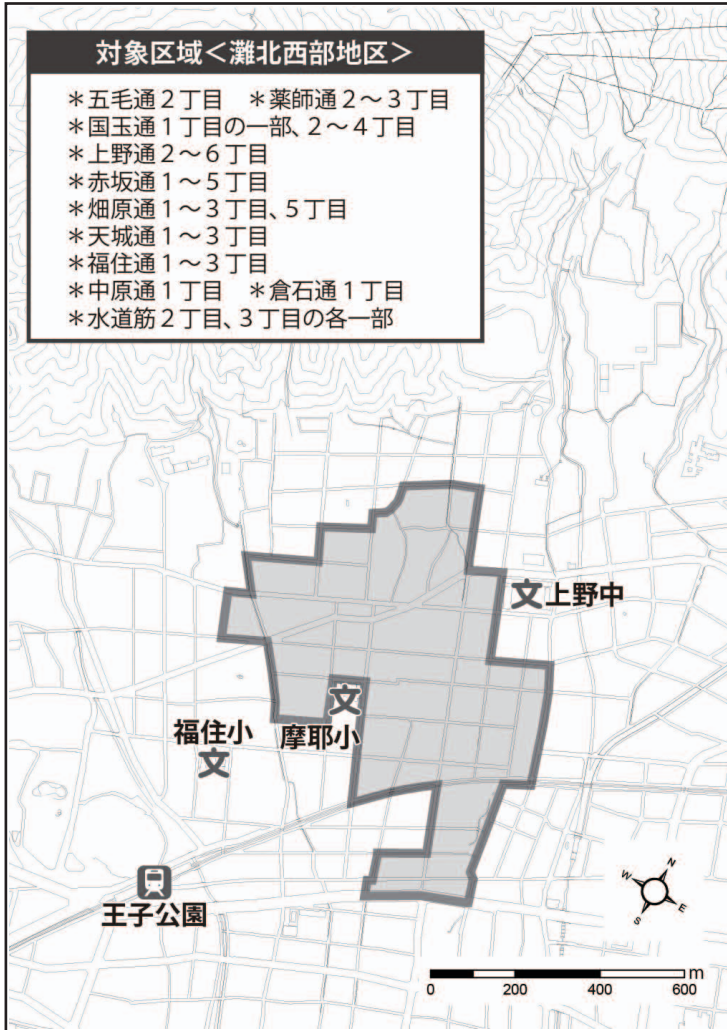 対象区域＜灘北西部地区＞
＊五毛通２丁目　＊薬師通２～３丁目
＊国玉通１丁目の一部、２～４丁目
＊上野通２～６丁目
＊赤坂通１～５丁目
＊畑原通１～３丁目、５丁目
＊天城通１～３丁目
＊福住通１～３丁目
＊中原通１丁目　＊倉石通１丁目
＊水道筋２丁目、３丁目の各一部
文上野中
文
福住小
摩耶小
文
王子公園
N
W
E
S
m
0 200 400 600